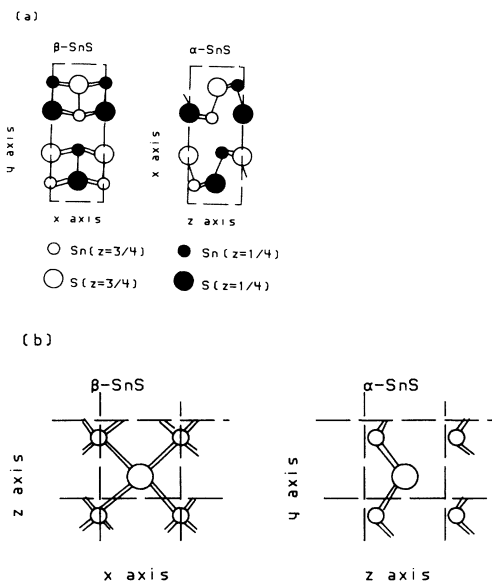 (a)
β-SnS
α-SnS
y axis
x axis
x axis
z axis
Sn(z=3/4)
Sn(z=1/4)
S(z=3/4)
S(z=1/4)
(b)
β-SnS
α-SnS
z axis
y axis
x axis
z axis